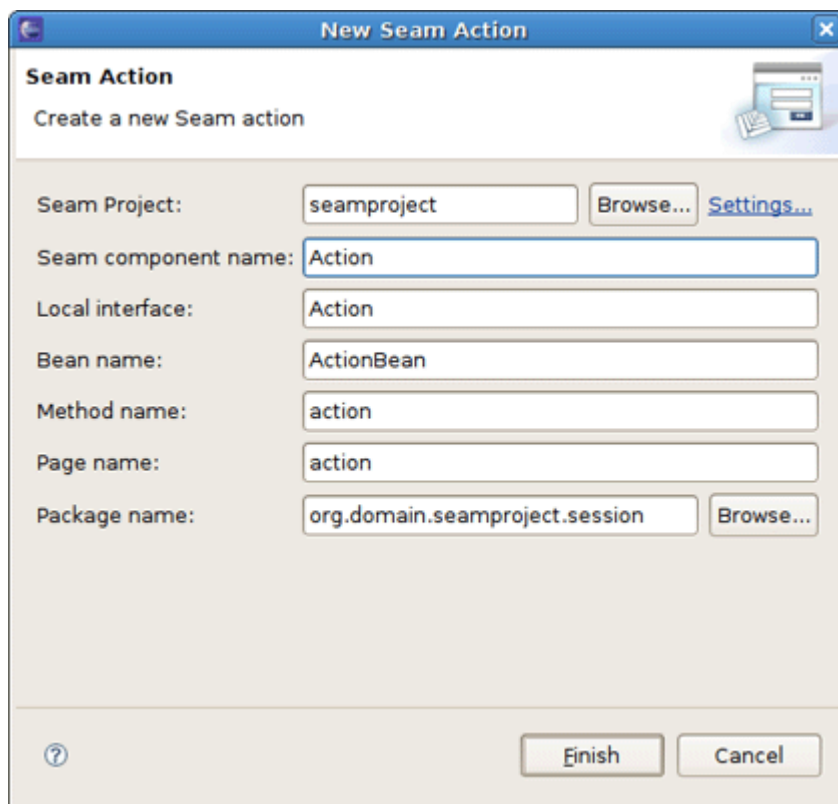 New Seam Action
Seam Action
Create a new Seam action
Seam Project: seamproject Browse... Settings...
Seam component name: Action
Local interface: Action
Bean name: ActionBean
Method name: action
Page name: action
Package name: org.domain.seamproject.session Browse...
? Finish Cancel